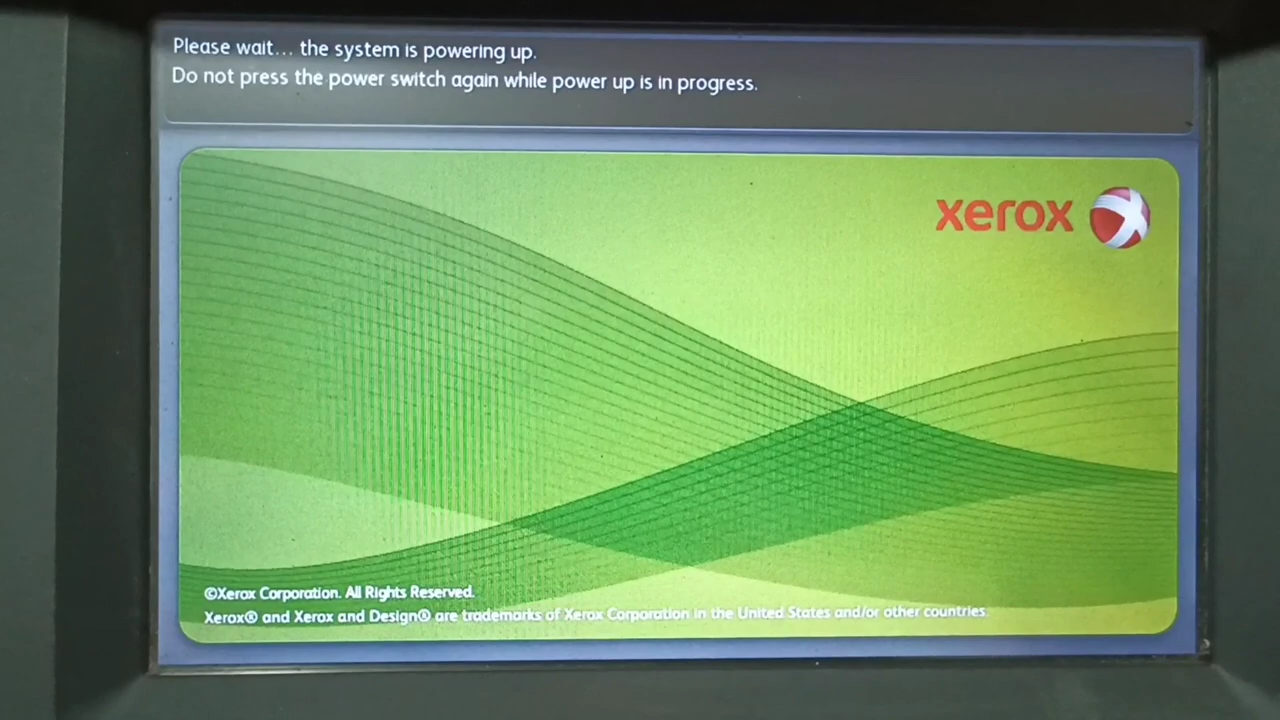 Please wait... the system is powering up.
Do not press the power switch again while power up is in progress.
xerox
©Xerox Corporation. All Rights Reserved.
Xerox® and Xerox and Design® are trademarks of Xerox Corporation in the United States and/or other countries.